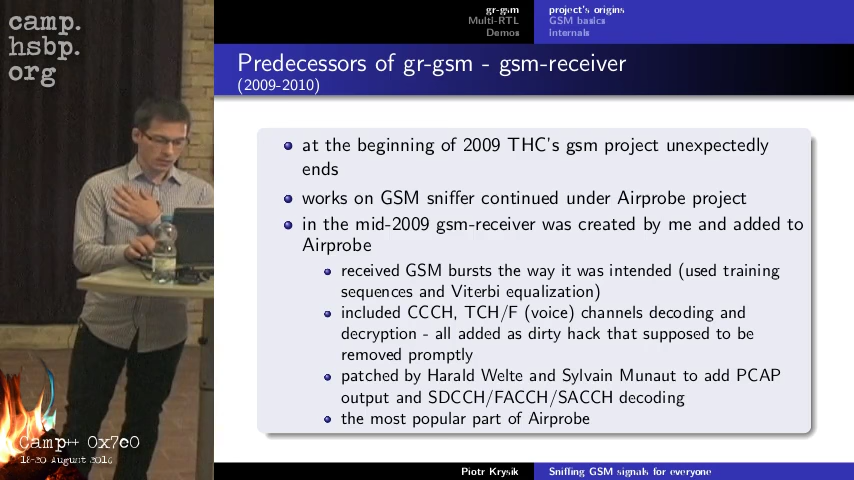 camp.
hsbp.
org
gr-gsm
Multi-RTL
Demos
project's origins
GSM basics
Internals
Predecessors of gr-gsm - gsm-receiver
(2009-2010)
at the beginning of 2009 THC's gsm project unexpectedly
ends
works on GSM sniffer continued under Airprobe project
in the mid-2009 gsm-receiver was created by me and added to
Airprobe
received GSM bursts the way it was intended (used training
sequences and Viterbi equalization)
included CCCH, TCH/F (voice) channels decoding and
decryption - all added as dirty hack that supposed to be
removed promptly
patched by Harald Welte and Sylvain Munaut to add PCAP
output and SDCCH/FACCH/SACCH decoding
the most popular part of Airprobe
Camp++ 0x7e0
18-20 August 2016
Piotr Krysik
Sniffing GSM signals for everyone